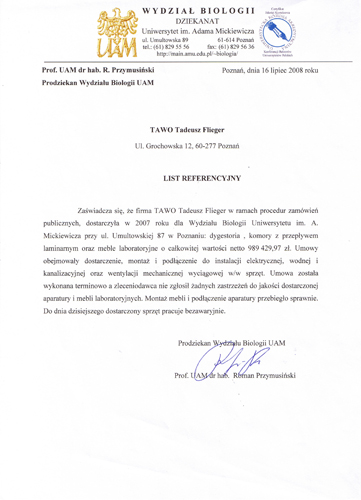 WYDZIAŁ BIOLOGII
DZIEKANAT
Uniwersytet im. Adama Mickiewicza
ul. Umultowska 89 61-614 Poznań
tel.: (61) 829 55 56 fax: (61) 829 56 36
http://main.amu.edu.pl/~biologia/
UAM
Prof. UAM dr hab. R. Przymusiński Poznań, dnia 16 lipiec 2008 roku
Prodziekan Wydziału Biologii UAM
TAWO Tadeusz Flieger
Ul. Grochowska 12, 60-277 Poznań
LIST REFERENCYJNY
Zaświadcza się, że firma TAWO Tadeusz Flieger w ramach procedur zamówień
publicznych, dostarczyła w 2007 roku dla Wydziału Biologii Uniwersytetu im. A.
Mickiewicza przy ul. Umultowskiej 87 w Poznaniu: dygestoria , komory z przepływem
laminarnym oraz meble laboratoryjne o całkowitej wartości netto 989 429,97 zł. Umowy
obejmowały dostarczenie, montaż i podłączenie do instalacji elektrycznej, wodnej i
kanalizacyjnej oraz wentylacji mechanicznej wyciągowej w/w sprzęt. Umowa została
wykonana terminowo a zleceniodawca nie zgłosił żadnych zastrzeżeń do jakości dostarczonej
aparatury i mebli laboratoryjnych. Montaż mebli i podłączenie aparatury przebiegło sprawnie.
Do dnia dzisiejszego dostarczony sprzęt pracuje bezawaryjnie.
Prodziekan Wydziału Biologii UAM
Prof. UAM dr hab. Roman Przymusiński